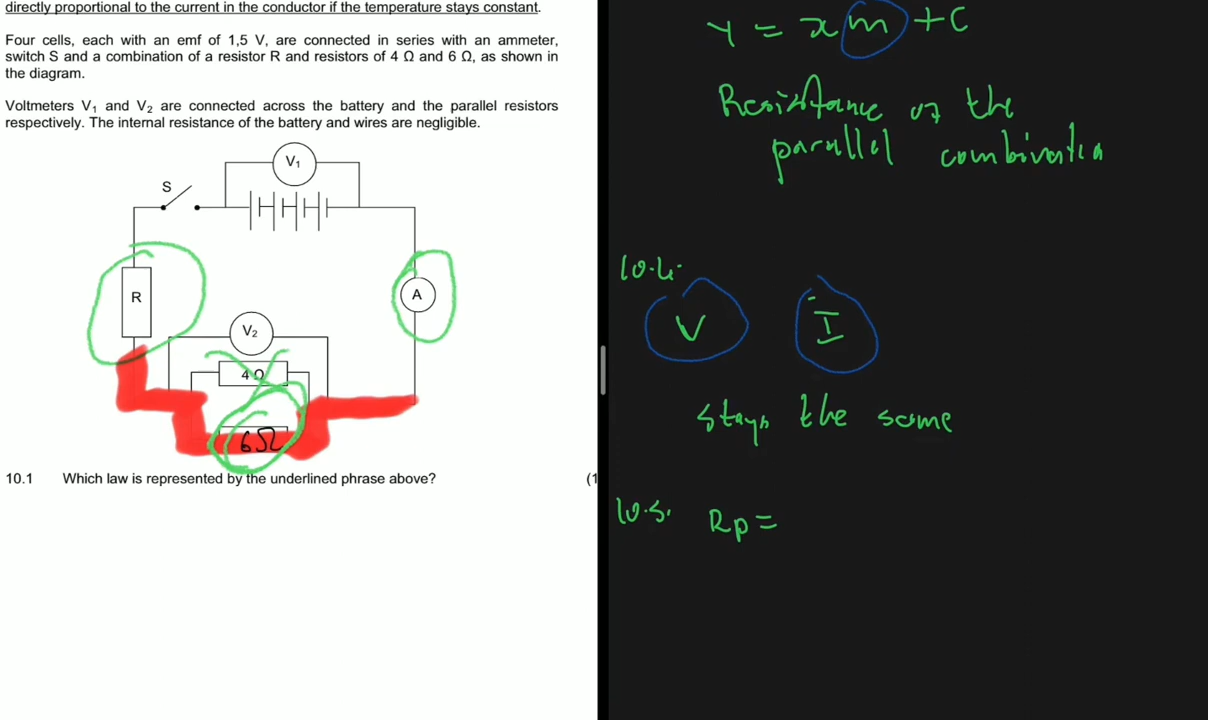 directly proportional to the current in the conductor if the temperature stays constant.
Four cells, each with an emf of 1,5 V, are connected in series with an ammeter,
switch S and a combination of a resistor R and resistors of 4 Ω and 6 Ω, as shown in
the diagram.
Voltmeters V1 and V2 are connected across the battery and the parallel resistors
respectively. The internal resistance of the battery and wires are negligible.
V1
S
R
A
V2
4 Ω
6Ω
10.1 Which law is represented by the underlined phrase above? (1
Y = x m + C
Resistance of the
parallel combination
10.4.
V I
stays the same
10.5. Rp =